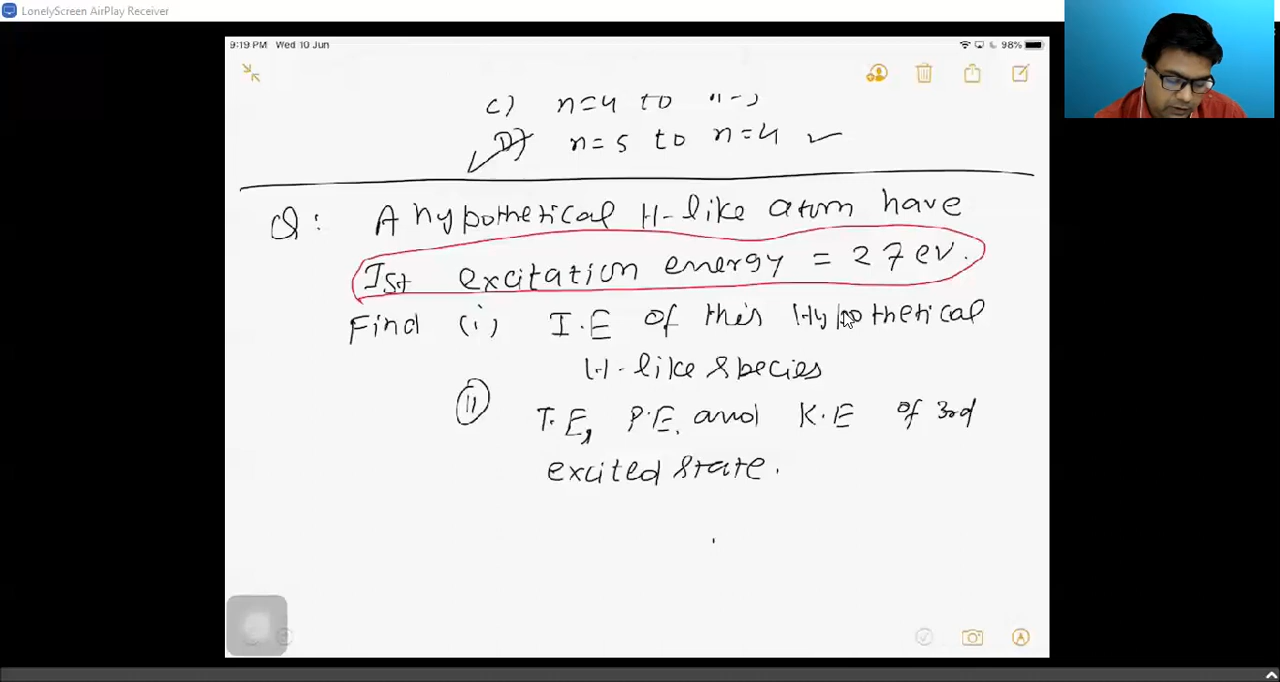 LonelyScreen AirPlay Receiver
9:19 PM Wed 10 Jun
98%
C) n=4 to
D) n=5 to n=4 ✓
Q: A hypothetical H-like atom have
Ist excitation energy = 27 eV.
Find (i) I.E of this Hypothetical
H-like species
(ii) T.E, P.E. and K.E of 3rd
excited state.